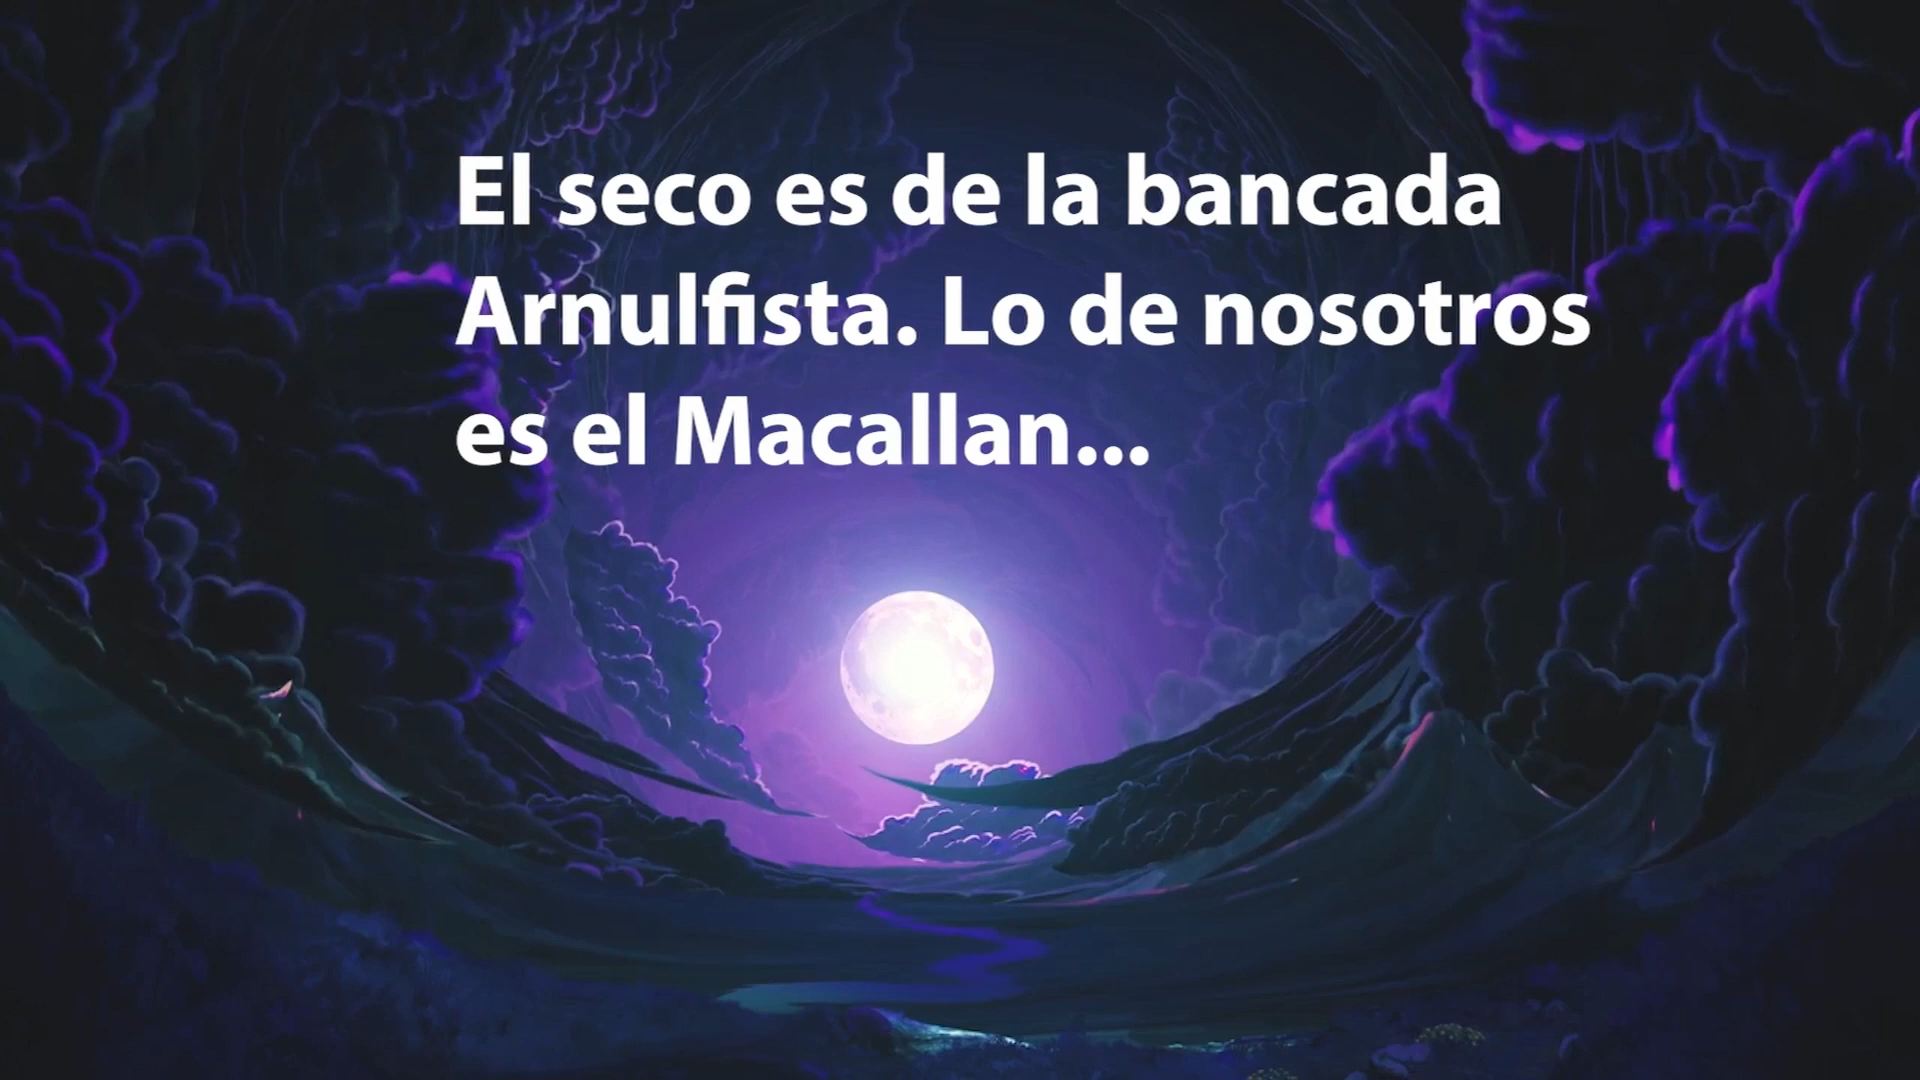 El seco es de la bancada
Arnulfista. Lo de nosotros
es el Macallan...